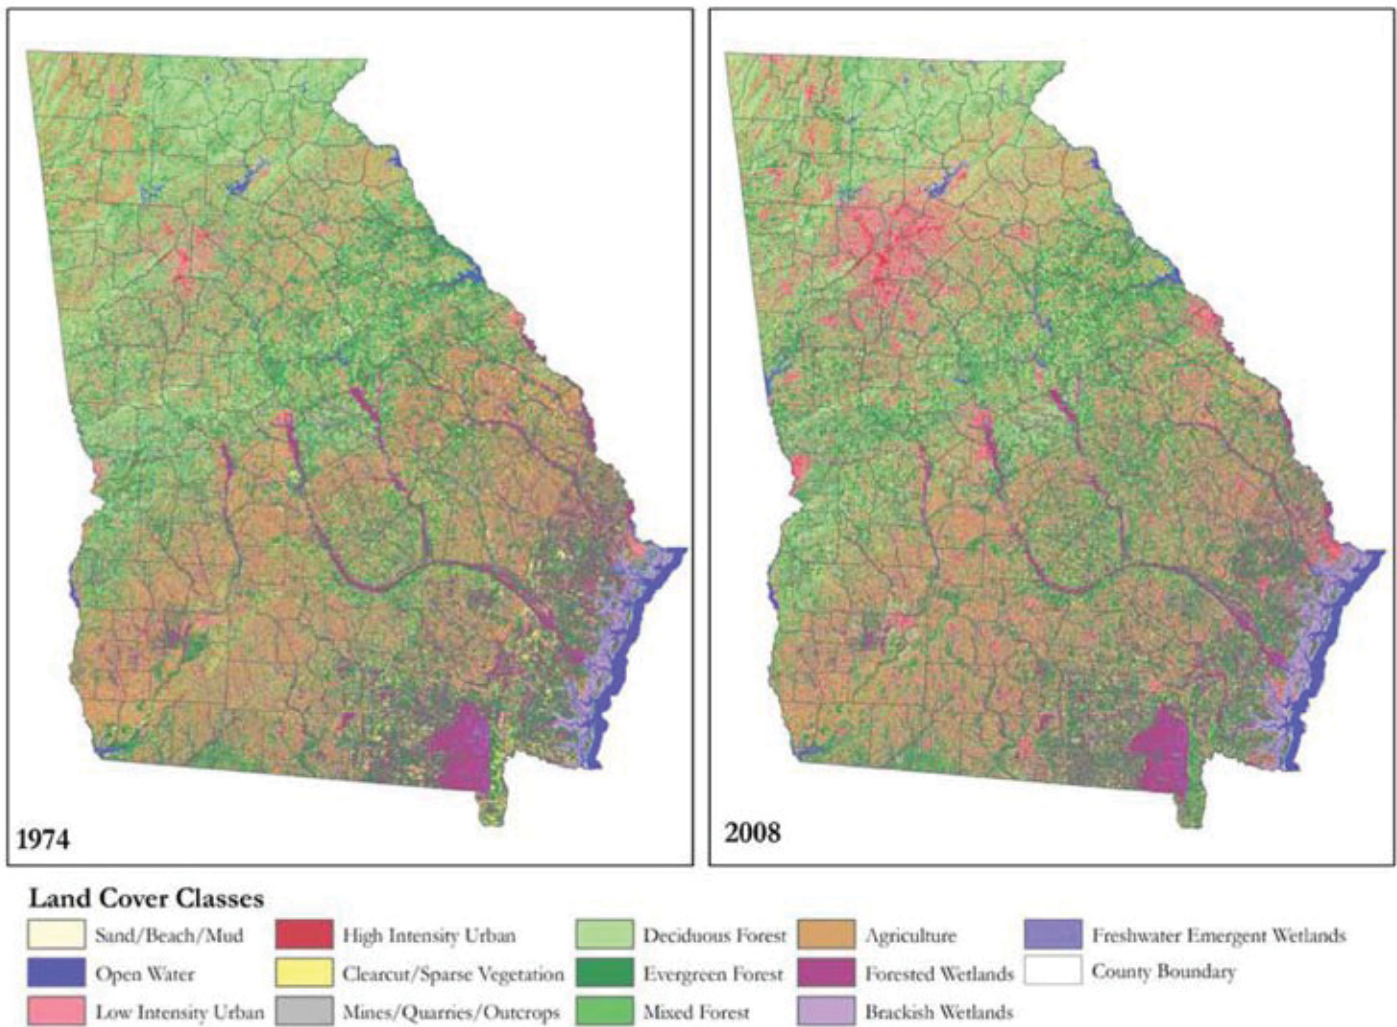 1974
2008
Land Cover Classes
Sand/Beach/Mud
High Intensity Urban
Deciduous Forest
Agriculture
Freshwater Emergent Wetlands
Open Water
Clearcut/Sparse Vegetation
Evergreen Forest
Forested Wetlands
County Boundary
Low Intensity Urban
Mines/Quarries/Outcrops
Mixed Forest
Brackish Wetlands